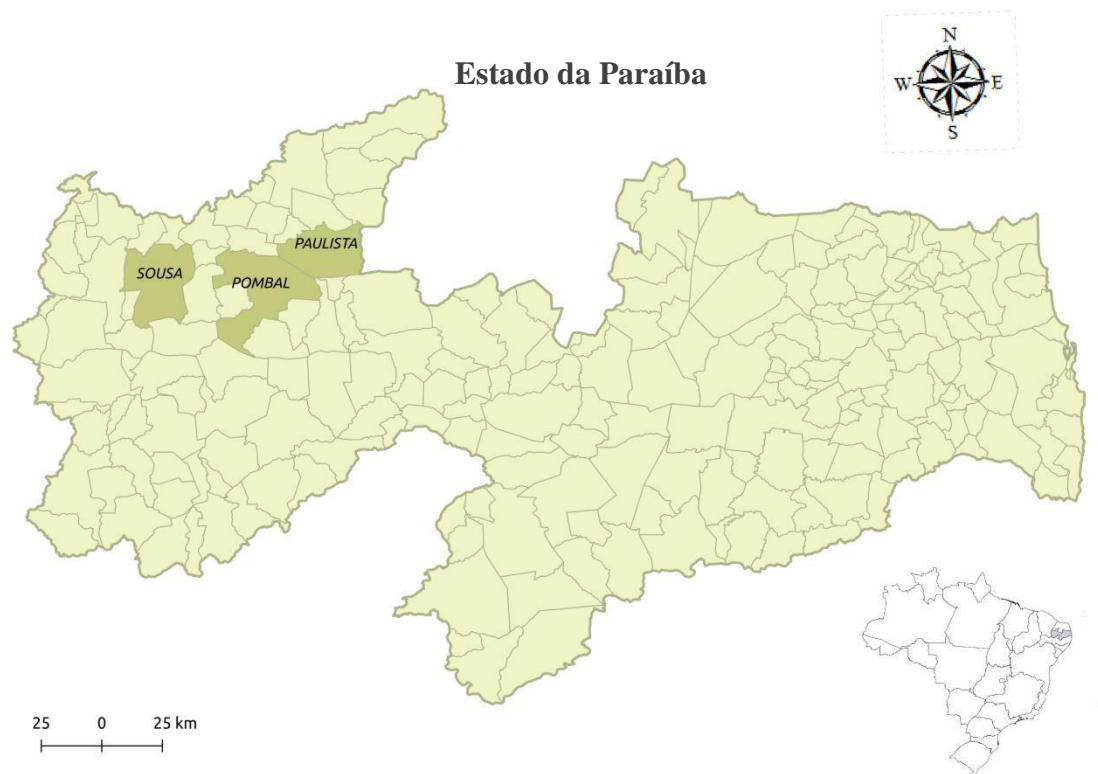 Estado da Paraíba
N
W E
S
PAULISTA
SOUSA
POMBAL
25 0 25 km